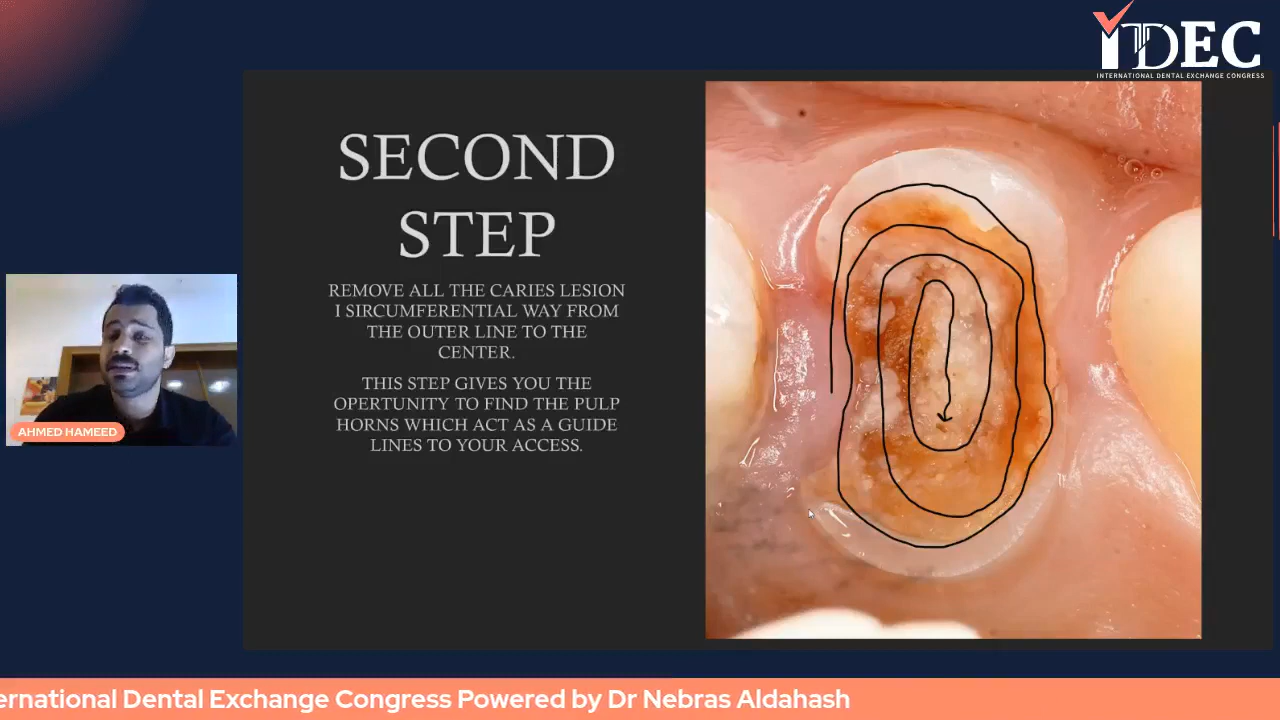 iTDEC
INTERNATIONAL DENTAL EXCHANGE CONGRESS
SECOND
STEP
REMOVE ALL THE CARIES LESION
I SIRCUMFERENTIAL WAY FROM
THE OUTER LINE TO THE
CENTER.
THIS STEP GIVES YOU THE
OPERTUNITY TO FIND THE PULP
HORNS WHICH ACT AS A GUIDE
LINES TO YOUR ACCESS.
AHMED HAMEED
ernational Dental Exchange Congress Powered by Dr Nebras Aldahash